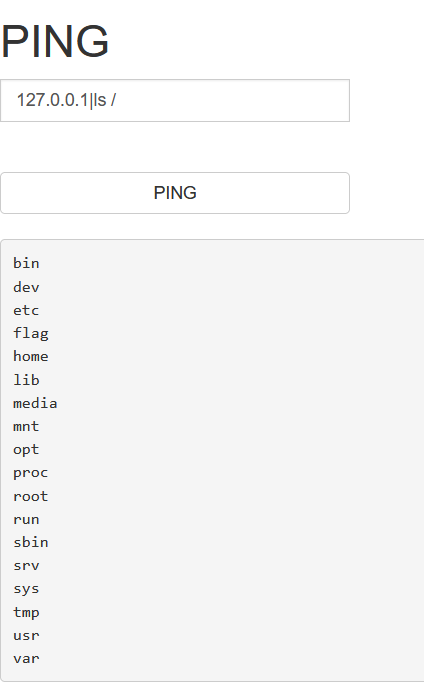 PING
127.0.0.1|ls /
PING
bin
dev
etc
flag
home
lib
media
mnt
opt
proc
root
run
sbin
srv
sys
tmp
usr
var